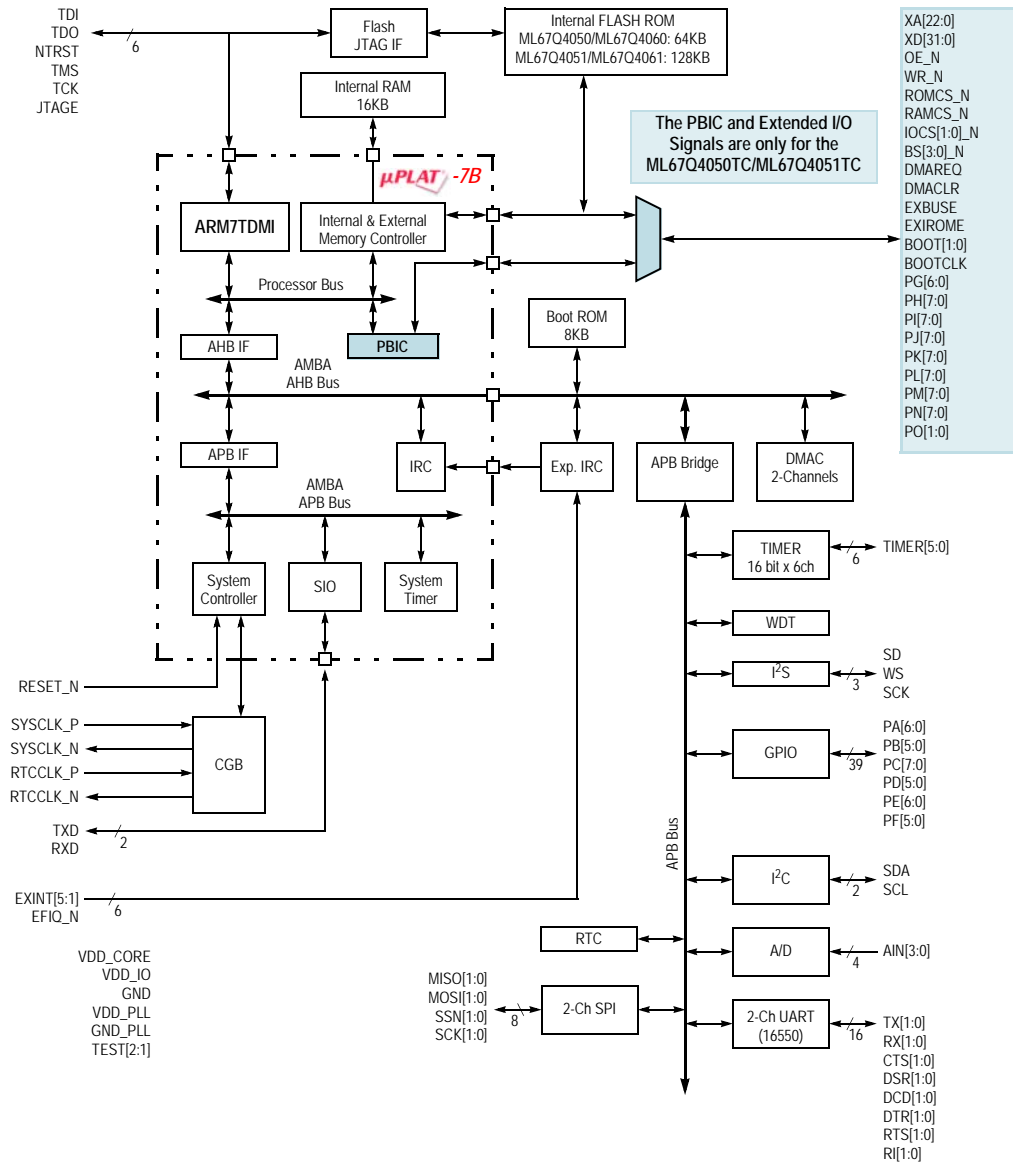 TDI
TDO
NTRST
TMS
TCK
JTAGE
6
Flash
JTAG IF
Internal FLASH ROM
ML67Q4050/ML67Q4060: 64KB
ML67Q4051/ML67Q4061: 128KB
Internal RAM
16KB
The PBIC and Extended I/O
Signals are only for the
ML67Q4050TC/ML67Q4051TC
XA[22:0]
XD[31:0]
OE_N
WR_N
ROMCS_N
RAMCS_N
IOCS[1:0]_N
BS[3:0]_N
DMAREQ
DMACLR
EXBUSE
EXIROME
BOOT[1:0]
BOOTCLK
PG[6:0]
PH[7:0]
PI[7:0]
PJ[7:0]
PK[7:0]
PL[7:0]
PM[7:0]
PN[7:0]
PO[1:0]
µPLAT -7B
ARM7TDMI
Internal & External
Memory Controller
Processor Bus
AHB IF
PBIC
Boot ROM
8KB
AMBA
AHB Bus
APB IF
IRC
Exp. IRC
APB Bridge
DMAC
2-Channels
AMBA
APB Bus
System
Controller
SIO
System
Timer
TIMER
16 bit x 6ch
6
TIMER[5:0]
WDT
I²S
3
SD
WS
SCK
RESET_N
SYSCLK_P
SYSCLK_N
RTCCLK_P
RTCCLK_N
CGB
GPIO
39
PA[6:0]
PB[5:0]
PC[7:0]
PD[5:0]
PE[6:0]
PF[5:0]
TXD
RXD
2
APB Bus
I²C
2
SDA
SCL
EXINT[5:1]
EFIQ_N
6
RTC
A/D
4
AIN[3:0]
VDD_CORE
VDD_IO
GND
VDD_PLL
GND_PLL
TEST[2:1]
MISO[1:0]
MOSI[1:0]
SSN[1:0]
SCK[1:0]
8
2-Ch SPI
2-Ch UART
(16550)
16
TX[1:0]
RX[1:0]
CTS[1:0]
DSR[1:0]
DCD[1:0]
DTR[1:0]
RTS[1:0]
RI[1:0]